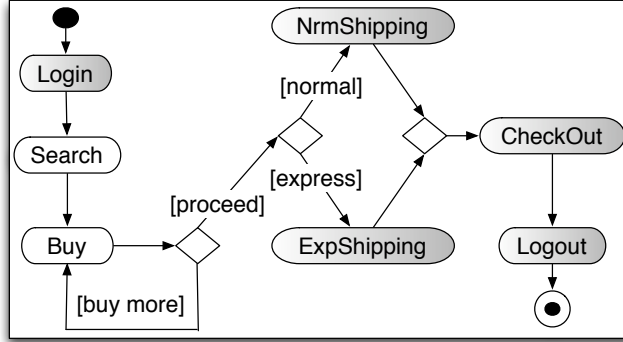 Login
Search
Buy
[buy more]
[proceed]
[normal]
[express]
NrmShipping
ExpShipping
CheckOut
Logout